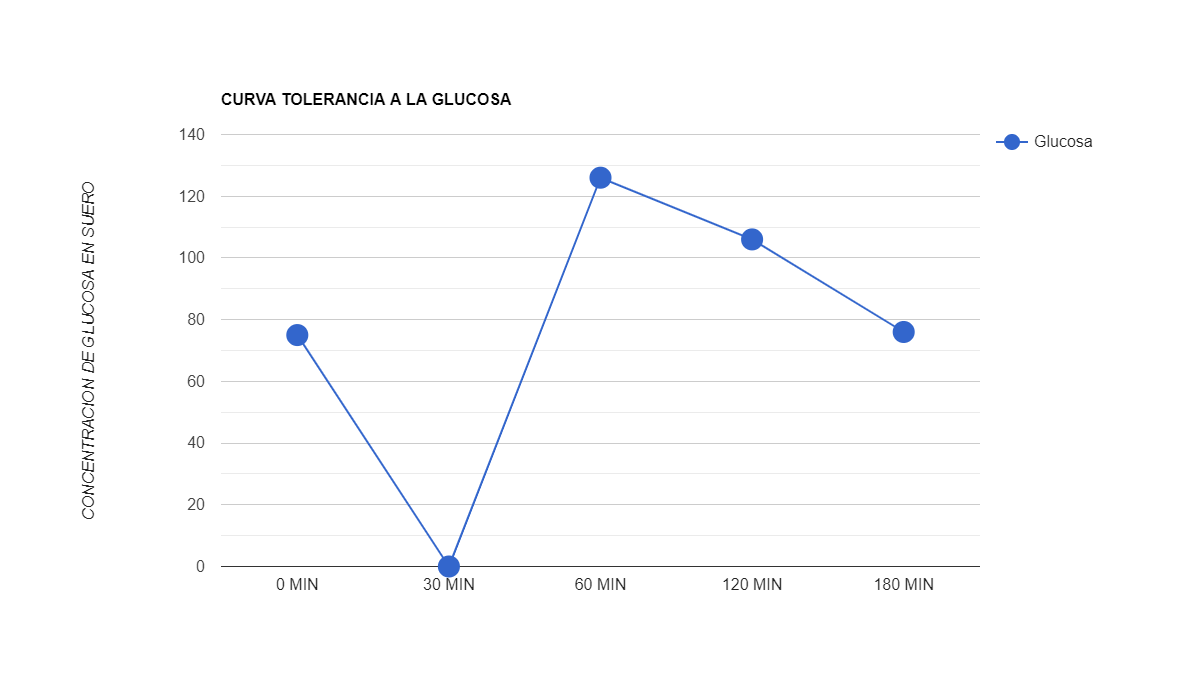 CURVA TOLERANCIA A LA GLUCOSA
Glucosa
CONCENTRACION DE GLUCOSA EN SUERO
140
120
100
80
60
40
20
0
0 MIN
30 MIN
60 MIN
120 MIN
180 MIN